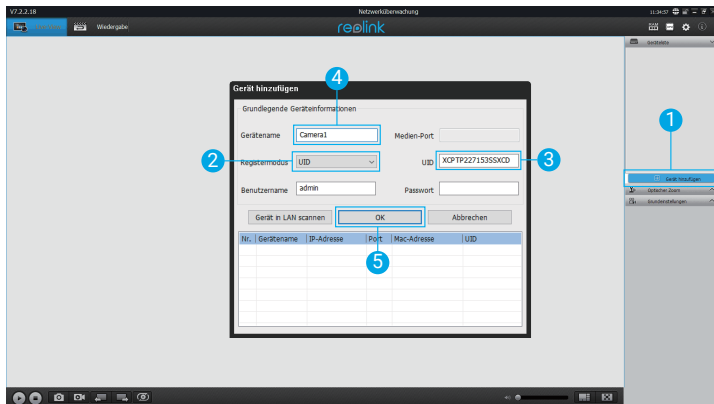 V7.2.2.18
Netzwerküberwachung
11:34:57
Wiedergabe
reolink
Geräteliste
Gerät hinzufügen
4
Grundlegende Geräteinformationen
Gerätename
Camera1
Medien-Port
1
2
Registermodus
UID
UID
XCPTP227153SSXCD
3
Gerät hinzufügen
Benutzername
admin
Passwort
Optischer Zoom
Grundeinstellungen
Gerät in LAN scannen
OK
Abbrechen
Nr.
Gerätename
IP-Adresse
Port
Mac-Adresse
UID
5